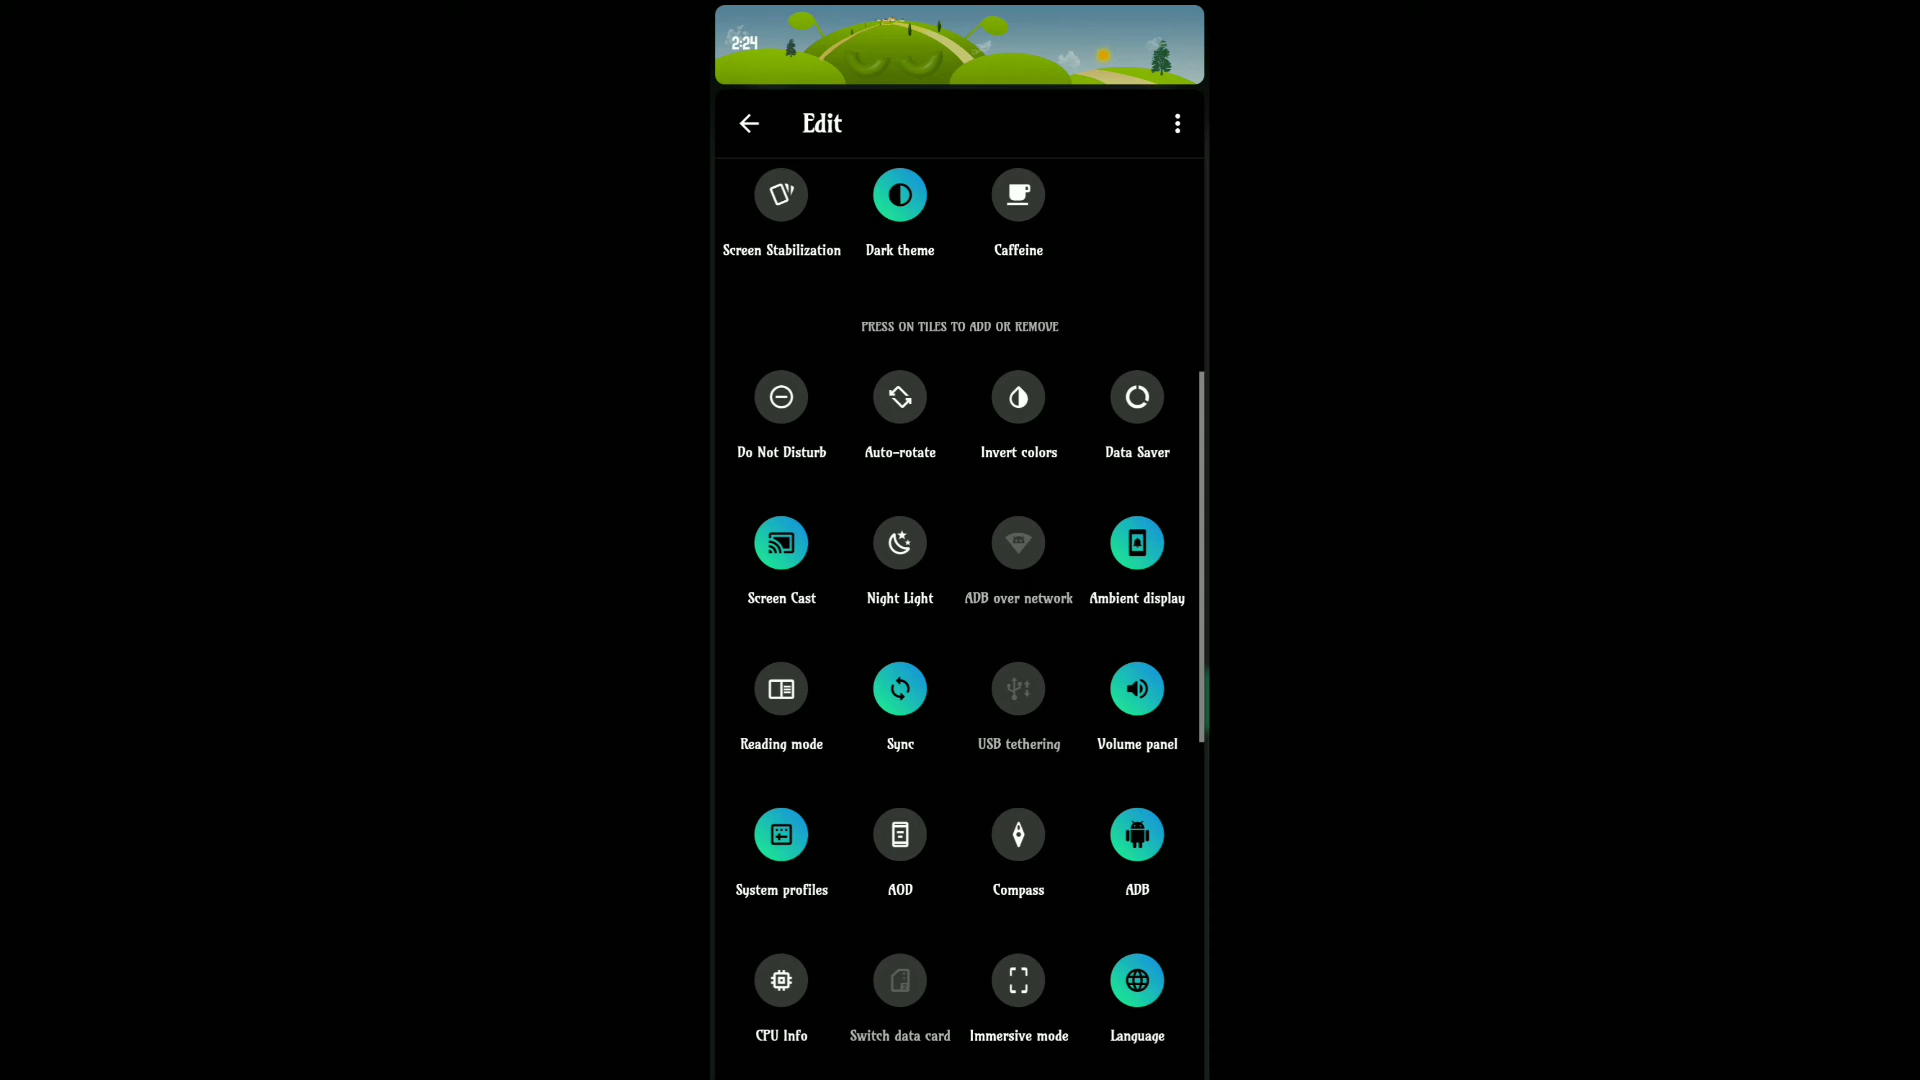 2:24
Edit
Screen Stabilization Dark theme Caffeine
PRESS ON TILES TO ADD OR REMOVE
Do Not Disturb Auto-rotate Invert colors Data Saver
Screen Cast Night Light ADB over network Ambient display
Reading mode Sync USB tethering Volume panel
System profiles AOD Compass ADB
CPU Info Switch data card Immersive mode Language